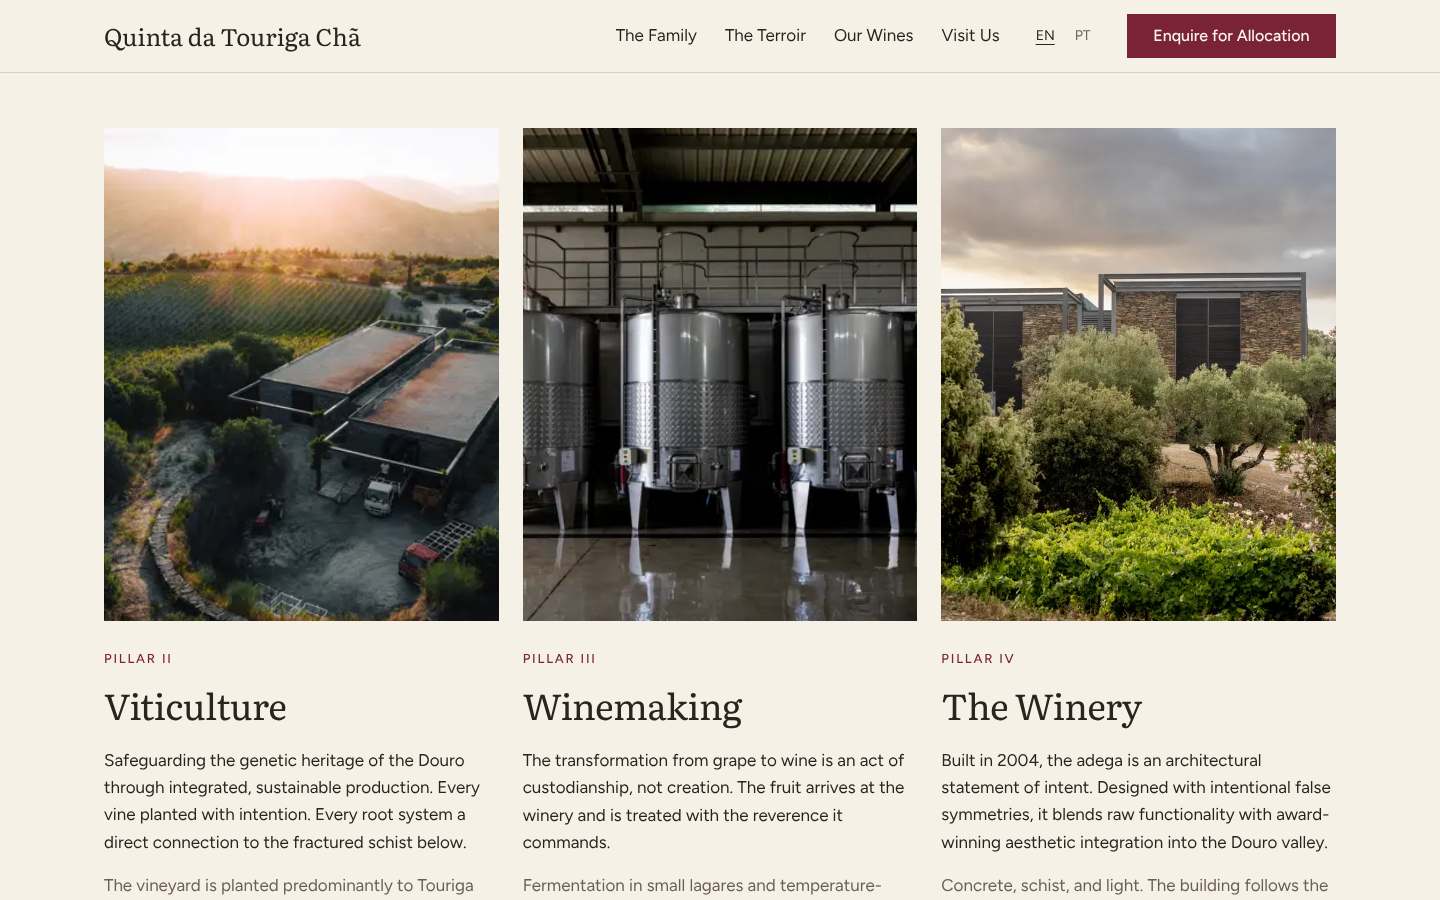 Quinta da Touriga Chã
The Family
The Terroir
Our Wines
Visit Us
EN
PT
Enquire for Allocation
PILLAR II
Viticulture
Safeguarding the genetic heritage of the Douro
through integrated, sustainable production. Every
vine planted with intention. Every root system a
direct connection to the fractured schist below.
The vineyard is planted predominantly to Touriga
PILLAR III
Winemaking
The transformation from grape to wine is an act of
custodianship, not creation. The fruit arrives at the
winery and is treated with the reverence it
commands.
Fermentation in small lagares and temperature-
PILLAR IV
The Winery
Built in 2004, the adega is an architectural
statement of intent. Designed with intentional false
symmetries, it blends raw functionality with award-
winning aesthetic integration into the Douro valley.
Concrete, schist, and light. The building follows the